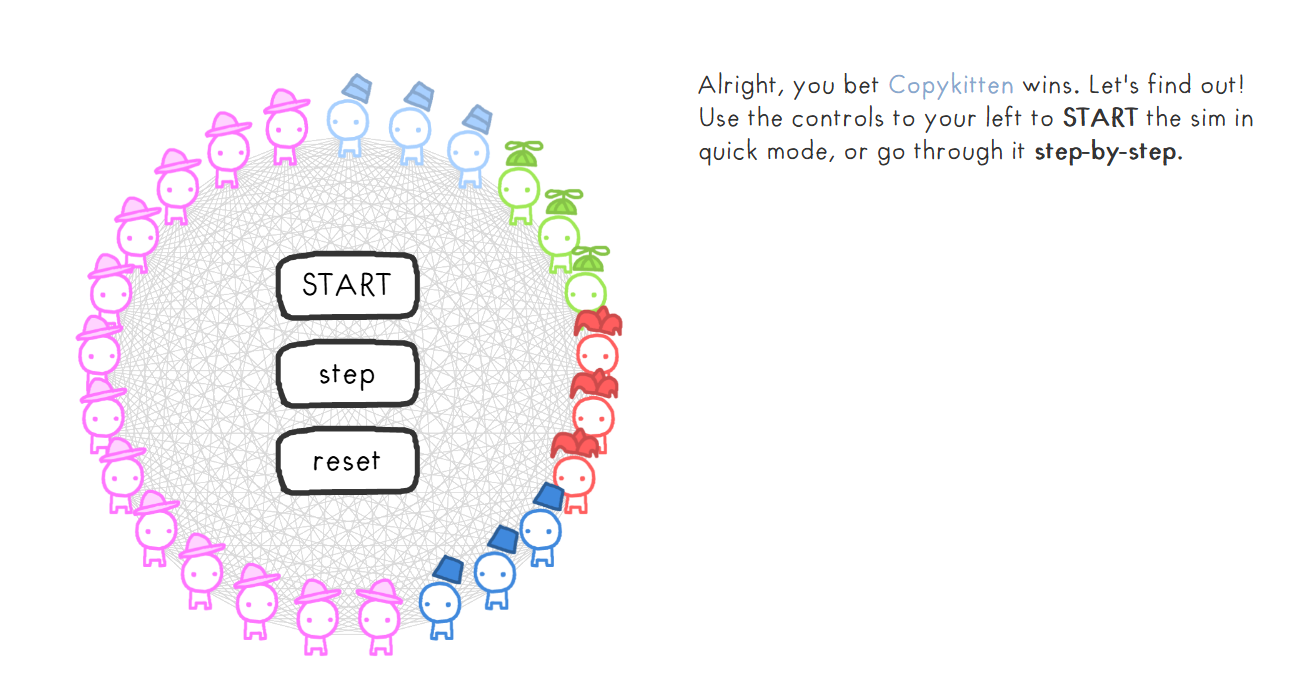 Alright, you bet Copykitten wins. Let's find out!
Use the controls to your left to START the sim in
quick mode, or go through it step-by-step.
START
step
reset